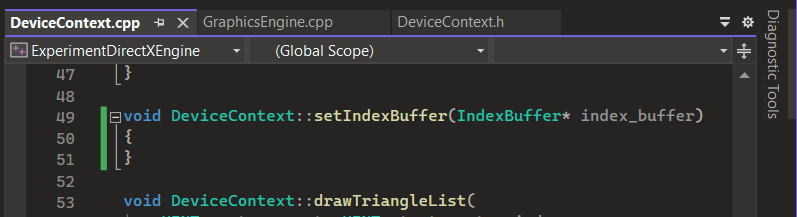 DeviceContext.cpp
GraphicsEngine.cpp
DeviceContext.h
ExperimentDirectXEngine
(Global Scope)
Diagnostic Tools
47 }
48
49 void DeviceContext::setIndexBuffer(IndexBuffer* index_buffer)
50 {
51 }
52
53 void DeviceContext::drawTriangleList(